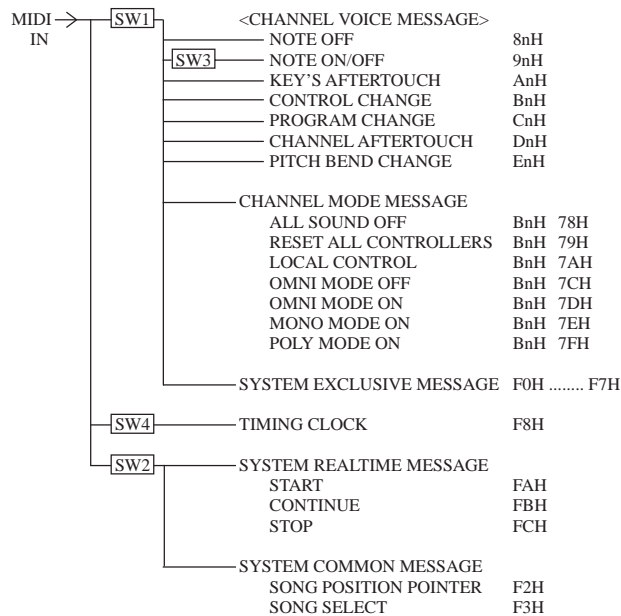 MIDI SW1 <CHANNEL VOICE MESSAGE>
IN NOTE OFF 8nH
SW3 NOTE ON/OFF 9nH
KEY'S AFTERTOUCH AnH
CONTROL CHANGE BnH
PROGRAM CHANGE CnH
CHANNEL AFTERTOUCH DnH
PITCH BEND CHANGE EnH
CHANNEL MODE MESSAGE
ALL SOUND OFF BnH 78H
RESET ALL CONTROLLERS BnH 79H
LOCAL CONTROL BnH 7AH
OMNI MODE OFF BnH 7CH
OMNI MODE ON BnH 7DH
MONO MODE ON BnH 7EH
POLY MODE ON BnH 7FH
SYSTEM EXCLUSIVE MESSAGE F0H ........ F7H
SW4 TIMING CLOCK F8H
SW2 SYSTEM REALTIME MESSAGE
START FAH
CONTINUE FBH
STOP FCH
SYSTEM COMMON MESSAGE
SONG POSITION POINTER F2H
SONG SELECT F3H